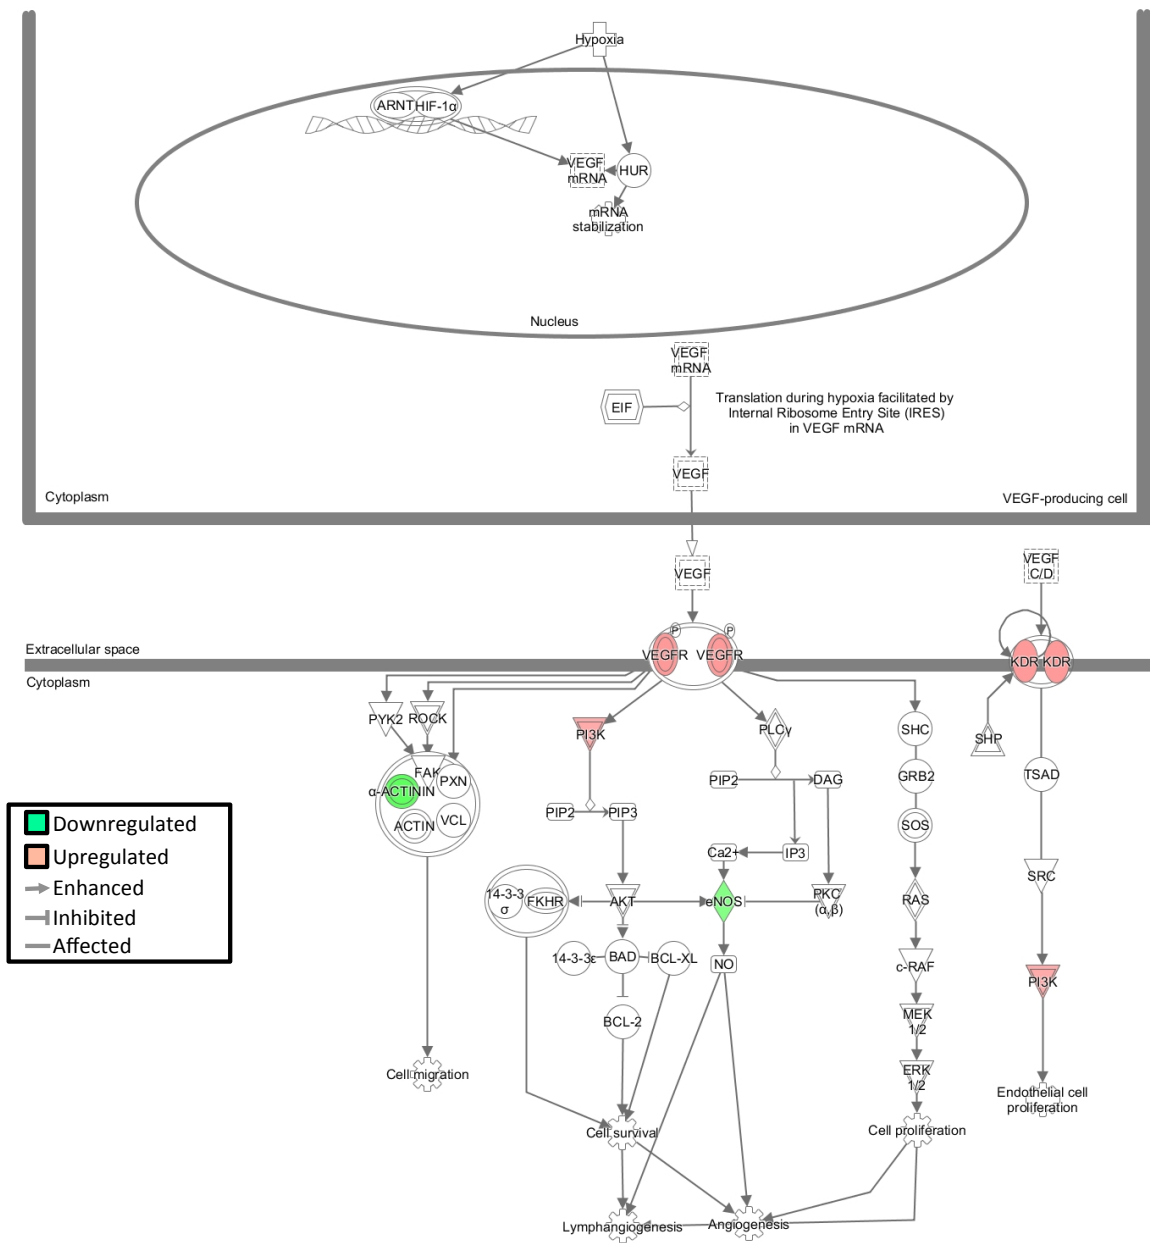 Hypoxia
ARNT HIF-1α
VEGF
mRNA
HUR
mRNA
stabilization
Nucleus
VEGF
mRNA
EIF
Translation during hypoxia facilitated by
Internal Ribosome Entry Site (IRES)
in VEGF mRNA
VEGF
Cytoplasm
VEGF-producing cell
VEGF
VEGF
C/D
P
P
Extracellular space
VEGFR
VEGFR
KDR
KDR
Cytoplasm
PYK2
ROCK
PI3K
PLCγ
SHC
SHP
FAK
PXN
α-ACTININ
ACTIN
VCL
PIP2
PIP3
PIP2
DAG
GRB2
TSAD
SOS
Ca2+
IP3
Downregulated
Upregulated
Enhanced
Inhibited
Affected
14-3-3
σ
FKHR
AKT
eNOS
PKC
(α,β)
RAS
SRC
14-3-3ε
BAD
BCL-XL
NO
c-RAF
PI3K
BCL-2
MEK
1/2
Cell migration
ERK
1/2
Endothelial cell
proliferation
Cell survival
Cell proliferation
Lymphangiogenesis
Angiogenesis